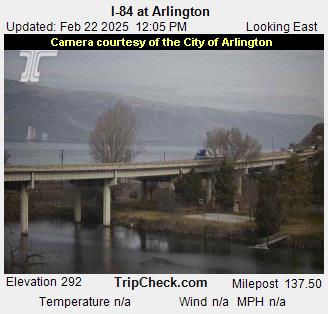 I-84 at Arlington
Updated: Feb 22 2025 12:05 PM Looking East
Camera courtesy of the City of Arlington
Elevation 292 TripCheck.com Milepost 137.50
Temperature n/a Wind n/a MPH n/a